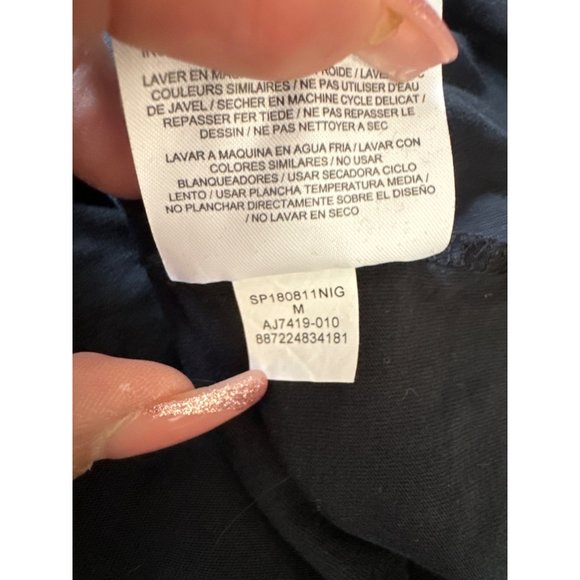 LAVER EN
COULEURS SIMILAIRES / NE PAS UTILISER D'EAU
DE JAVEL / SECHER EN MACHINE CYCLE DELICAT /
REPASSER FER TIEDE / NE PAS REPASSER LE
DESSIN / NE PAS NETTOYER A SEC
LAVAR A MAQUINA EN AGUA FRIA / LAVAR CON
COLORES SIMILARES / NO USAR
BLANQUEADORES / USAR SECADORA CICLO
LENTO / USAR PLANCHA TEMPERATURA MEDIA /
NO PLANCHAR DIRECTAMENTE SOBRE EL DISEÑO
/ NO LAVAR EN SECO
SP180811NIG
M
AJ7419-010
887224834181